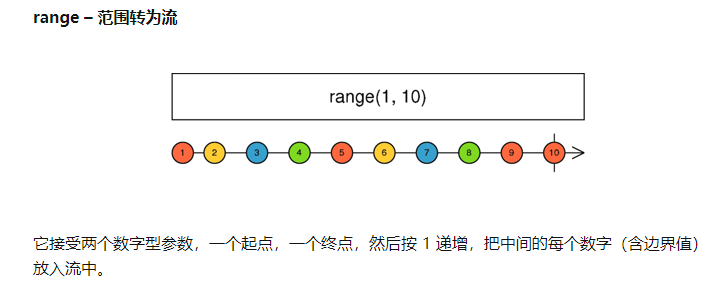 range – 范围转为流
range(1, 10)
1 2 3 4 5 6 7 8 9 10
它接受两个数字型参数，一个起点，一个终点，然后按 1 递增，把中间的每个数字（含边界值）
放入流中。